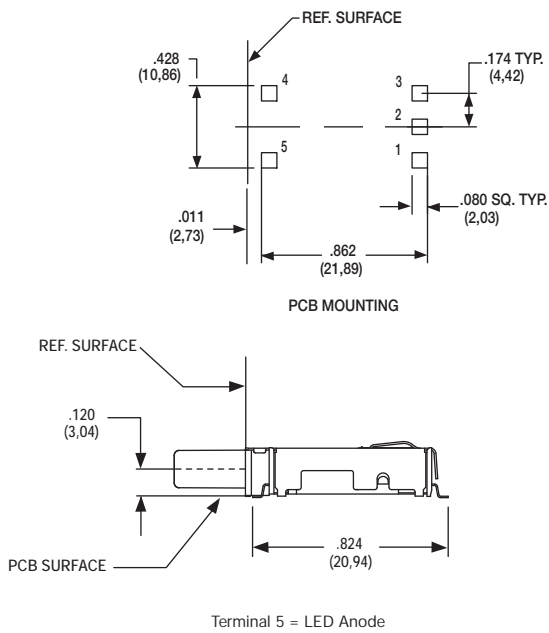 REF. SURFACE
.428
(10,86)
.174 TYP.
(4,42)
4
3
2
5
1
.080 SQ. TYP.
(2,03)
.011
(2,73)
.862
(21,89)
PCB MOUNTING
REF. SURFACE
.120
(3,04)
PCB SURFACE
.824
(20,94)
Terminal 5 = LED Anode